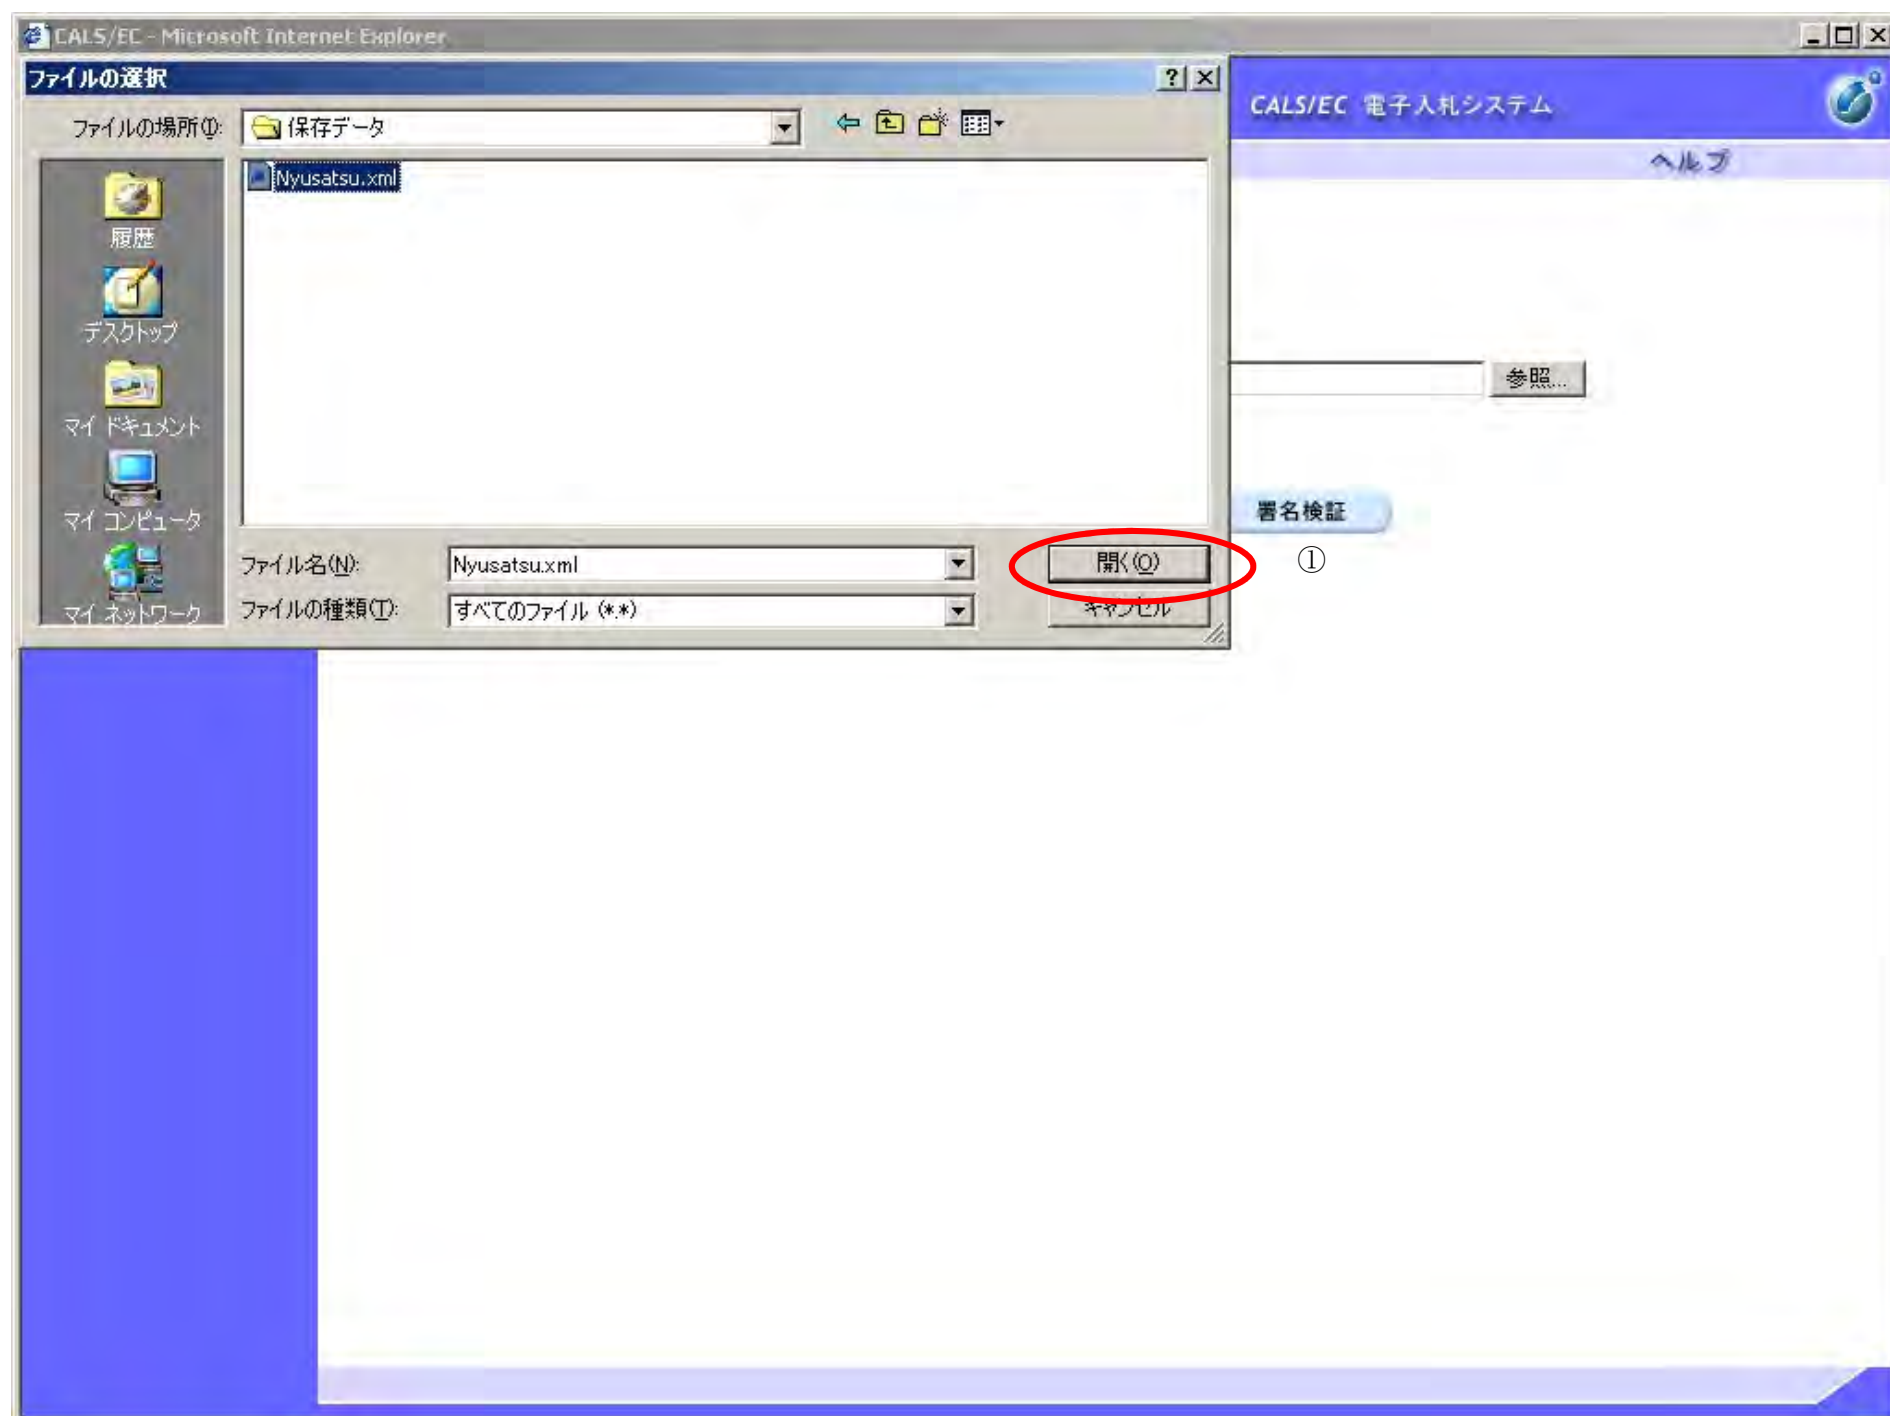 CALS/EC - Microsoft Internet Explorer
ファイルの選択
CALS/EC 電子入札システム
ファイルの場所(I):
保存データ
ヘルプ
Nyusatsu.xml
履歴
デスクトップ
参照...
マイ ドキュメント
マイ コンピュータ
署名検証
ファイル名(N):
Nyusatsu.xml
開く(O)
①
マイ ネットワーク
ファイルの種類(T):
すべてのファイル (*.*)
キャンセル